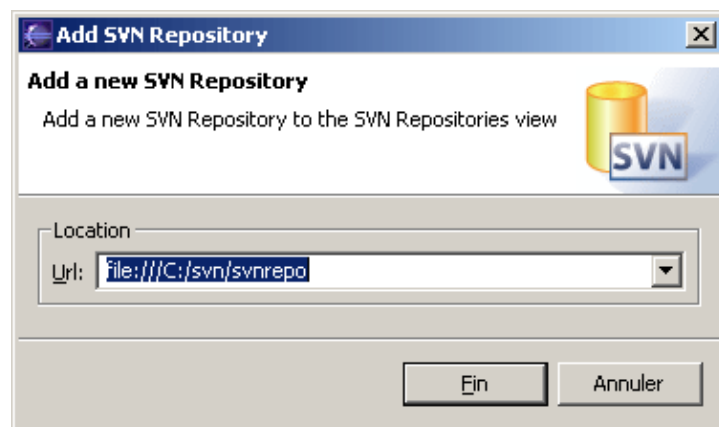 Add SVN Repository
Add a new SVN Repository
Add a new SVN Repository to the SVN Repositories view
SVN
Location
Url: file:///C:/svn/svnrepo
Fin Annuler